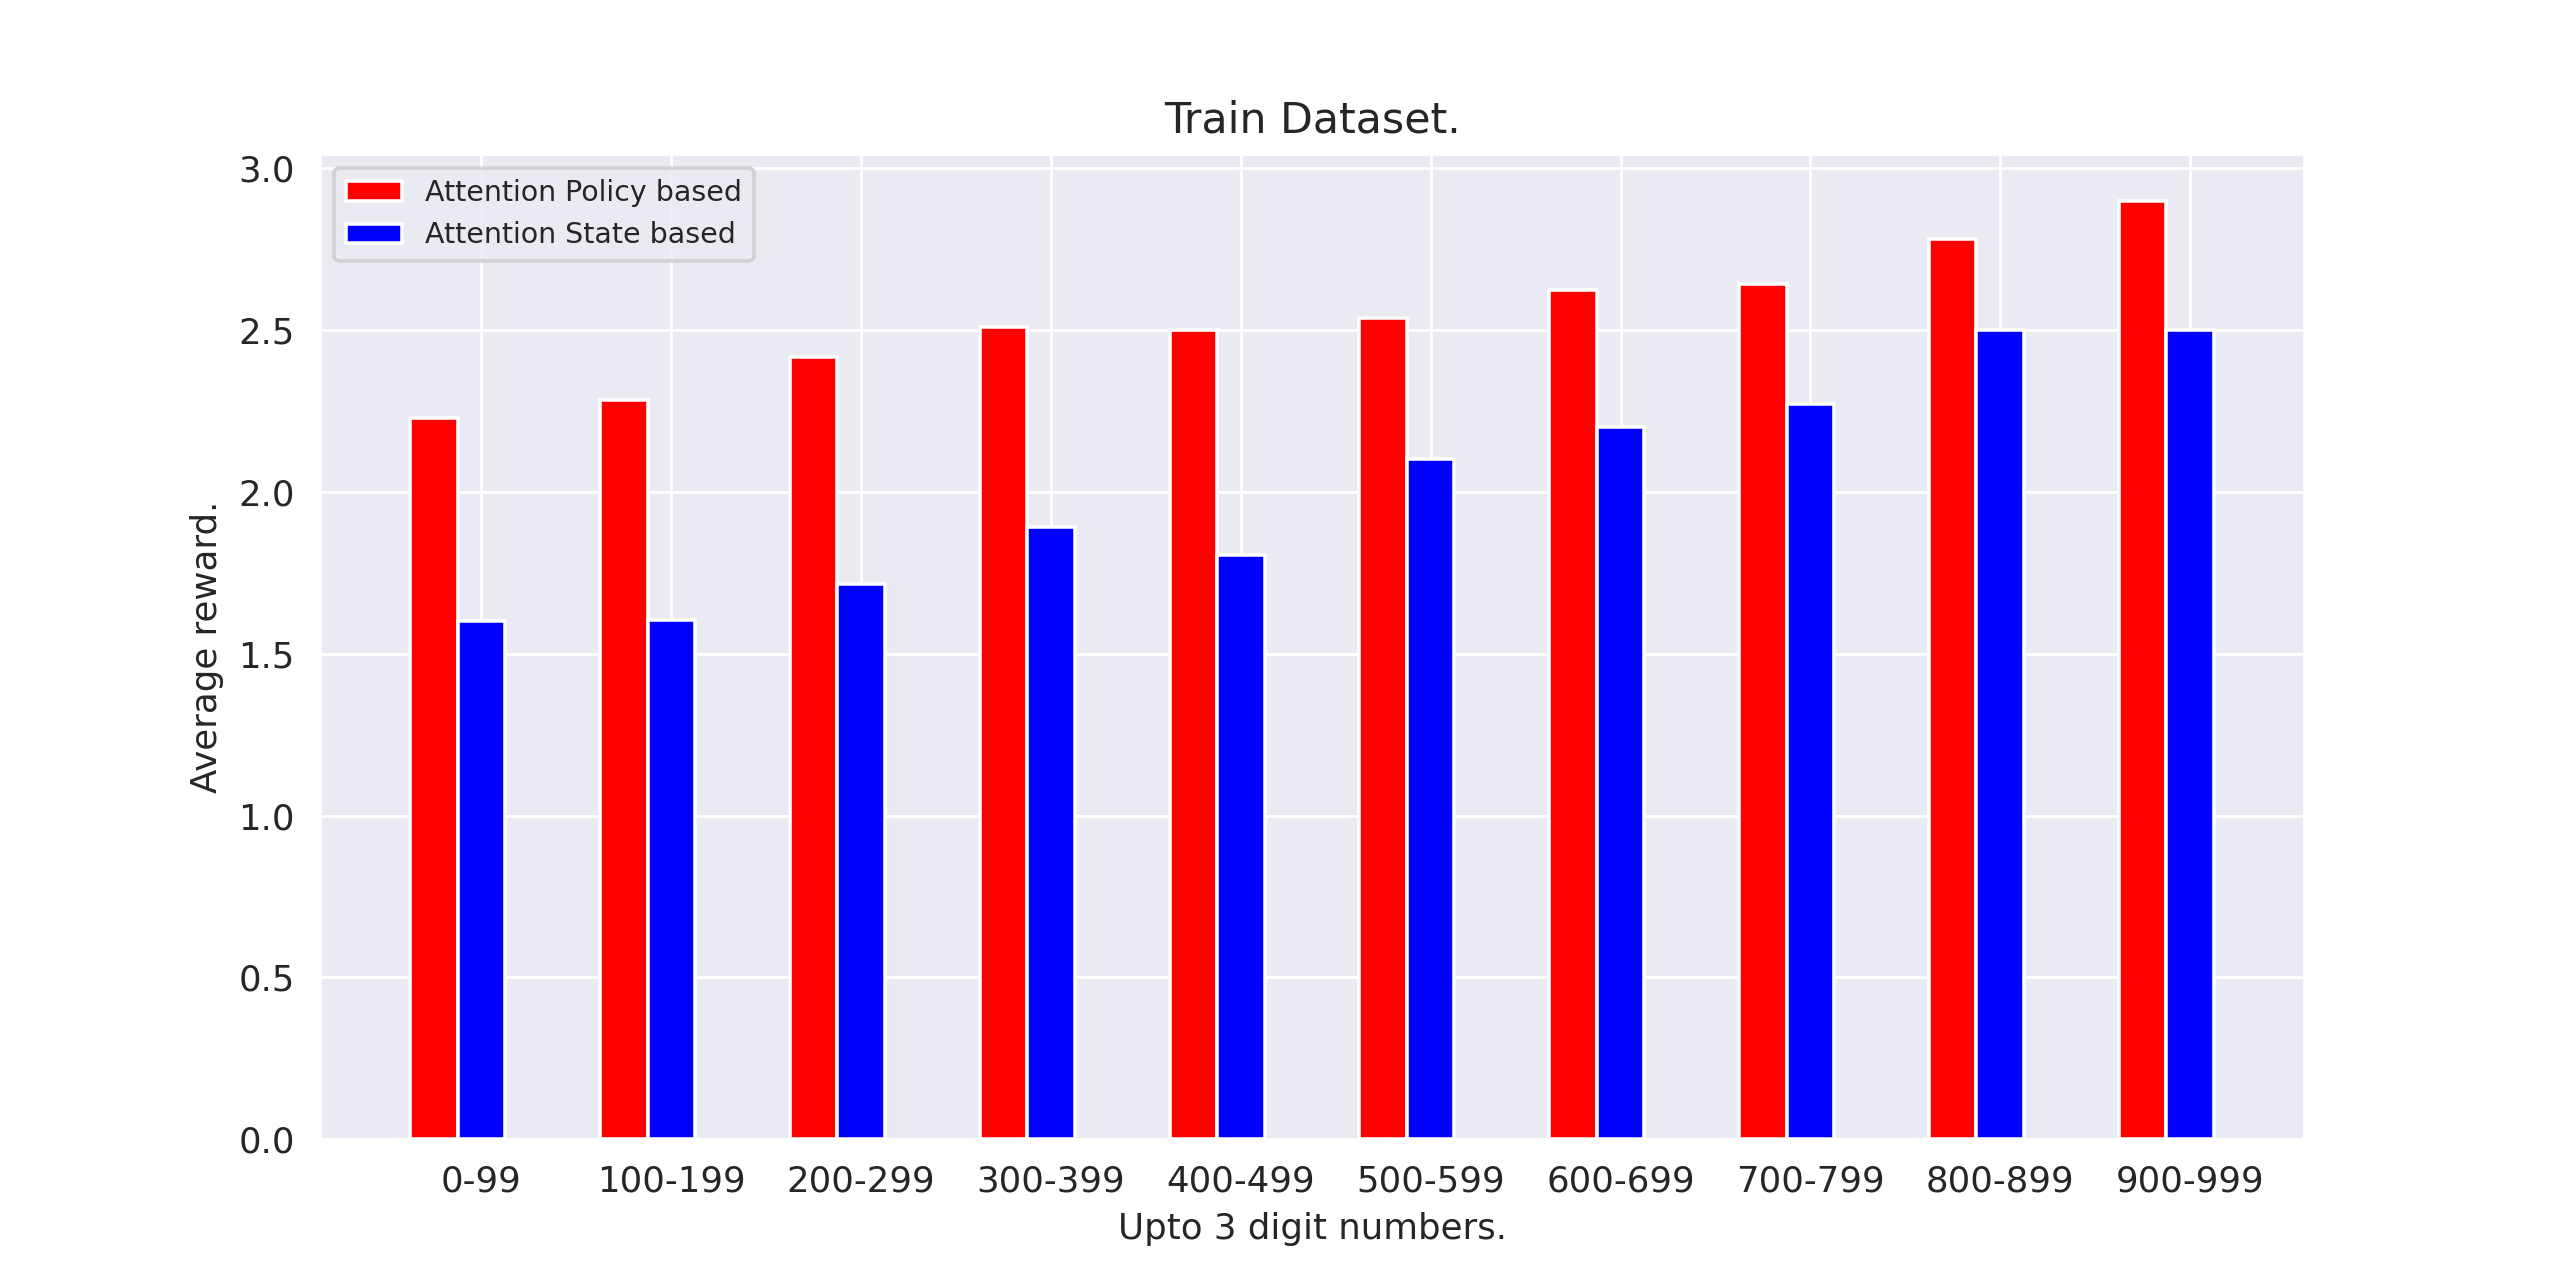 Train Dataset.
Attention Policy based
Attention State based
3.0
2.5
2.0
1.5
1.0
0.5
0.0
Average reward.
0-99 100-199 200-299 300-399 400-499 500-599 600-699 700-799 800-899 900-999
Upto 3 digit numbers.